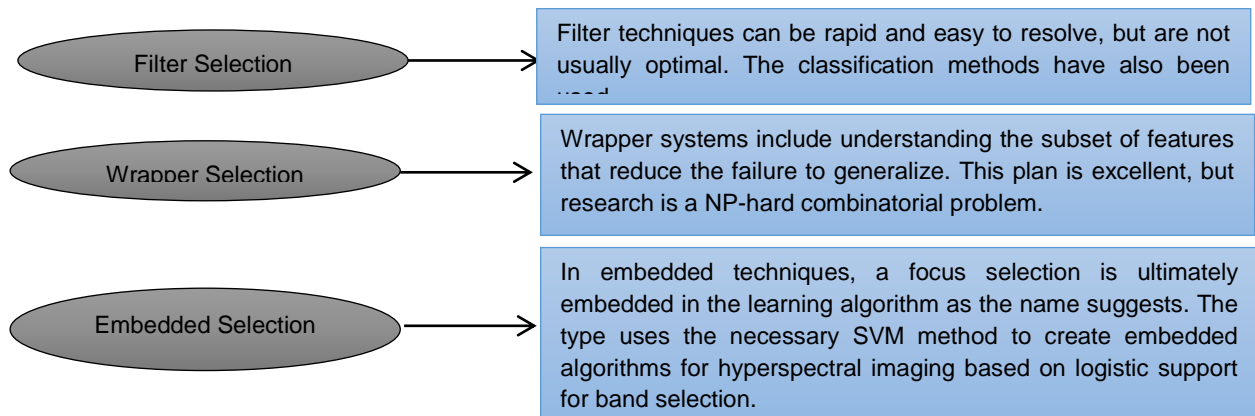 Filter Selection
Filter techniques can be rapid and easy to resolve, but are not
usually optimal. The classification methods have also been
Wrapper Selection
Wrapper systems include understanding the subset of features
that reduce the failure to generalize. This plan is excellent, but
research is a NP-hard combinatorial problem.
Embedded Selection
In embedded techniques, a focus selection is ultimately
embedded in the learning algorithm as the name suggests. The
type uses the necessary SVM method to create embedded
algorithms for hyperspectral imaging based on logistic support
for band selection.